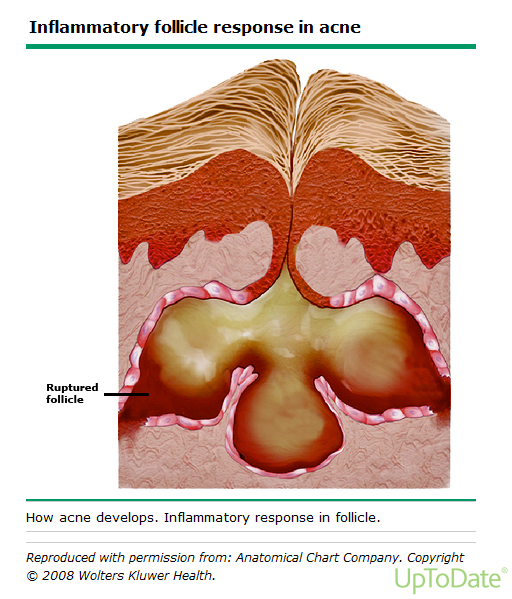 Inflammatory follicle response in acne
Ruptured
follicle
How acne develops. Inflammatory response in follicle.
Reproduced with permission from: Anatomical Chart Company. Copyright
© 2008 Wolters Kluwer Health.
UpToDate®